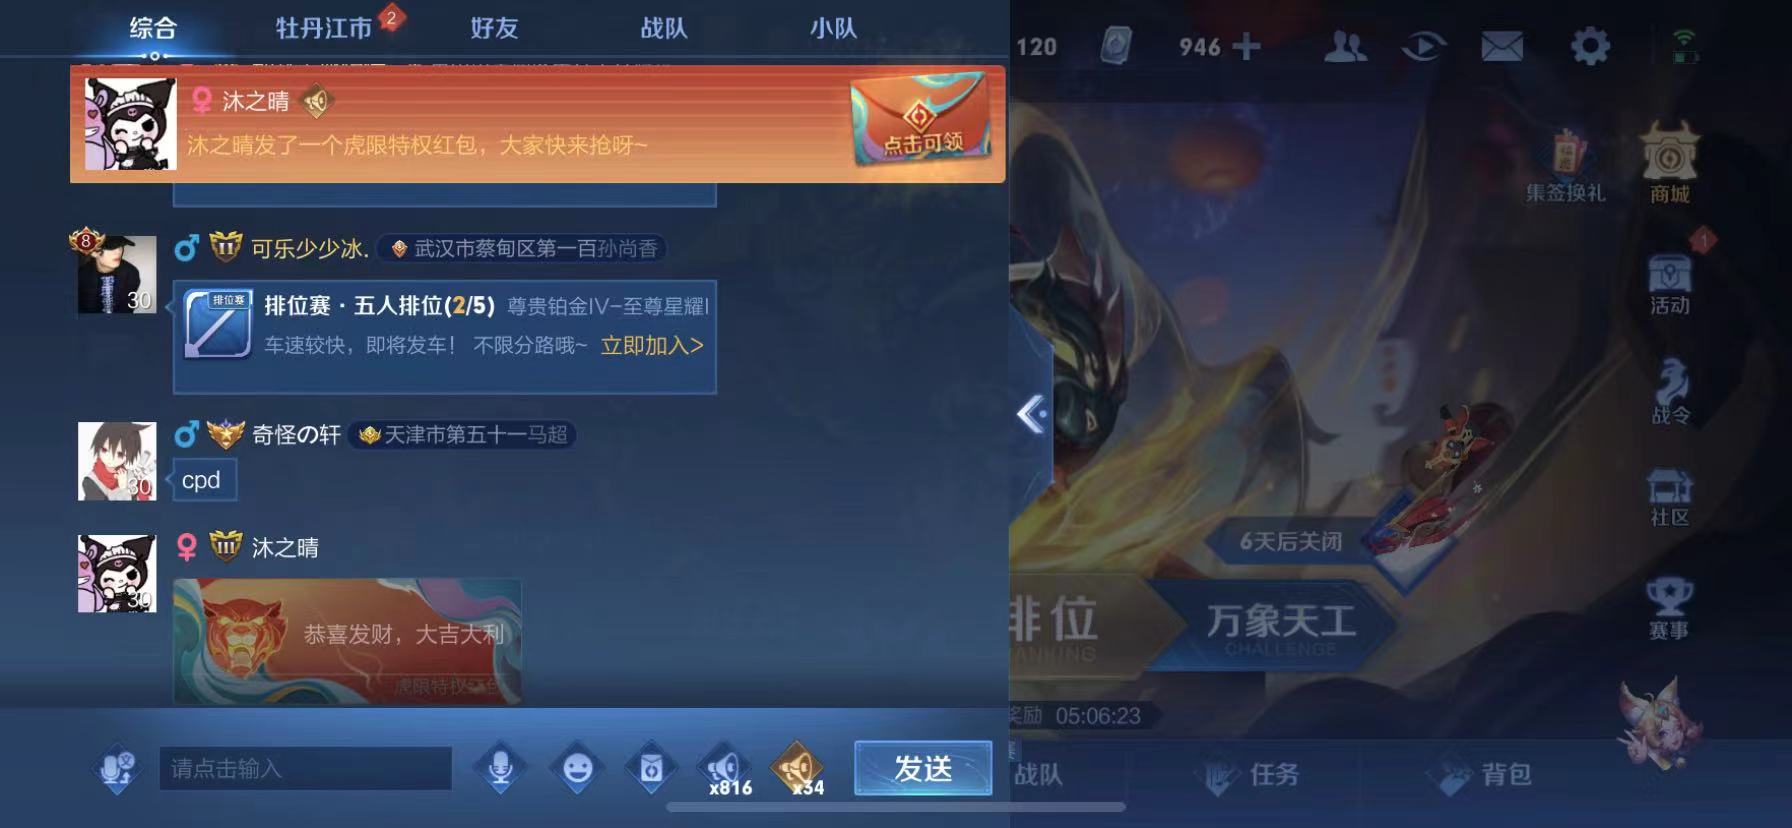 综合
牡丹江市
2
好友
战队
小队
120
946
沐之晴
沐之晴发了一个虎限特权红包，大家快来抢呀~
点击可领
集签换礼
商城
8
30
可乐少少冰.
武汉市蔡甸区第一百孙尚香
排位赛
排位赛·五人排位(2/5) 尊贵铂金IV-至尊星耀I
车速较快，即将发车！ 不限分路哦~ 立即加入>
1
活动
战令
30
奇怪の轩
天津市第五十一马超
cpd
社区
30
III 沐之晴
恭喜发财，大吉大利
虎限特权红包
6天后关闭
排位
RANKING
万象天工
CHALLENGE
赛事
奖励 05:06:23
请点击输入
x816
x34
发送
战队
任务
背包